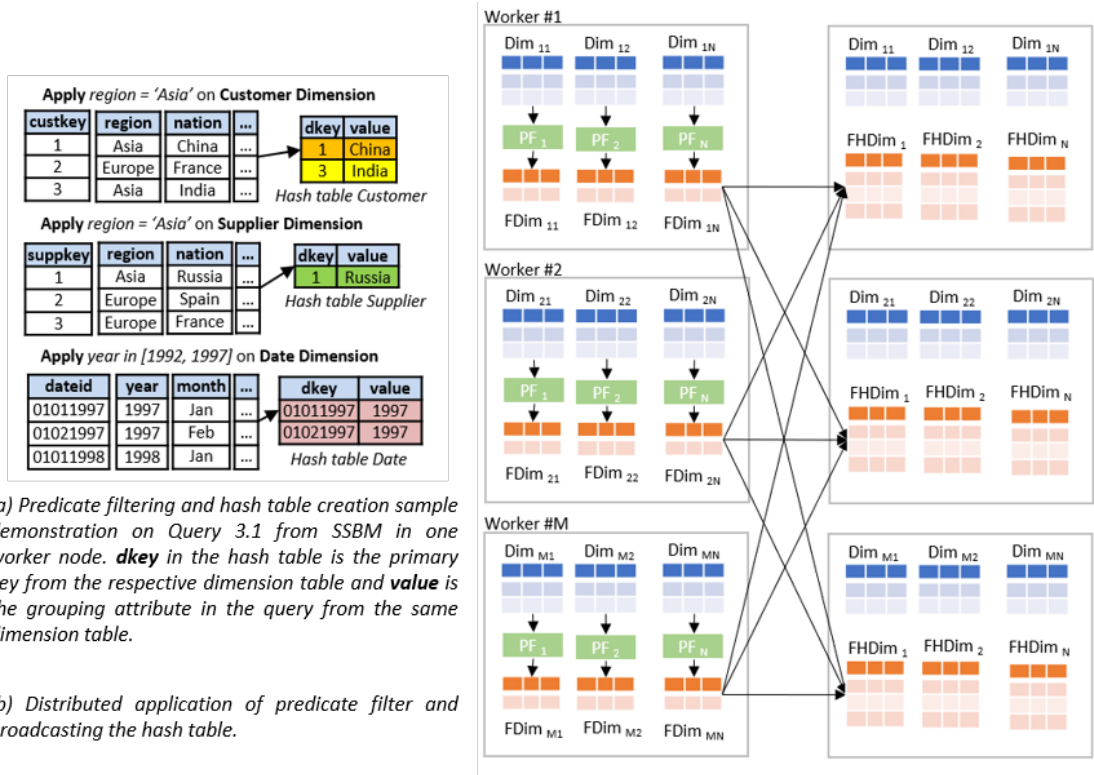 Apply region = 'Asia' on Customer Dimension
custkey region nation ...
1 Asia China ...
2 Europe France ...
3 Asia India ...
dkey value
1 China
3 India
Hash table Customer
Apply region = 'Asia' on Supplier Dimension
suppkey region nation ...
1 Asia Russia ...
2 Europe Spain ...
3 Europe France ...
dkey value
1 Russia
Hash table Supplier
Apply year in [1992, 1997] on Date Dimension
dateid year month ...
01011997 1997 Jan ...
01021997 1997 Feb ...
01011998 1998 Jan ...
dkey value
01011997 1997
01021997 1997
Hash table Date
a) Predicate filtering and hash table creation sample
demonstration on Query 3.1 from SSBM in one
worker node. dkey in the hash table is the primary
key from the respective dimension table and value is
the grouping attribute in the query from the same
dimension table.
b) Distributed application of predicate filter and
broadcasting the hash table.
Worker #1
Dim 11 Dim 12 Dim 1N
PF 1 PF 2 PF N
FDim 11 FDim 12 FDim 1N
Dim 11 Dim 12 Dim 1N
FHDim 1 FHDim 2 FHDim N
Worker #2
Dim 21 Dim 22 Dim 2N
PF 1 PF 2 PF N
FDim 21 FDim 22 FDim 2N
Dim 21 Dim 22 Dim 2N
FHDim 1 FHDim 2 FHDim N
Worker #M
Dim M1 Dim M2 Dim MN
PF 1 PF 2 PF N
FDim M1 FDim M2 FDim MN
Dim M1 Dim M2 Dim MN
FHDim 1 FHDim 2 FHDim N